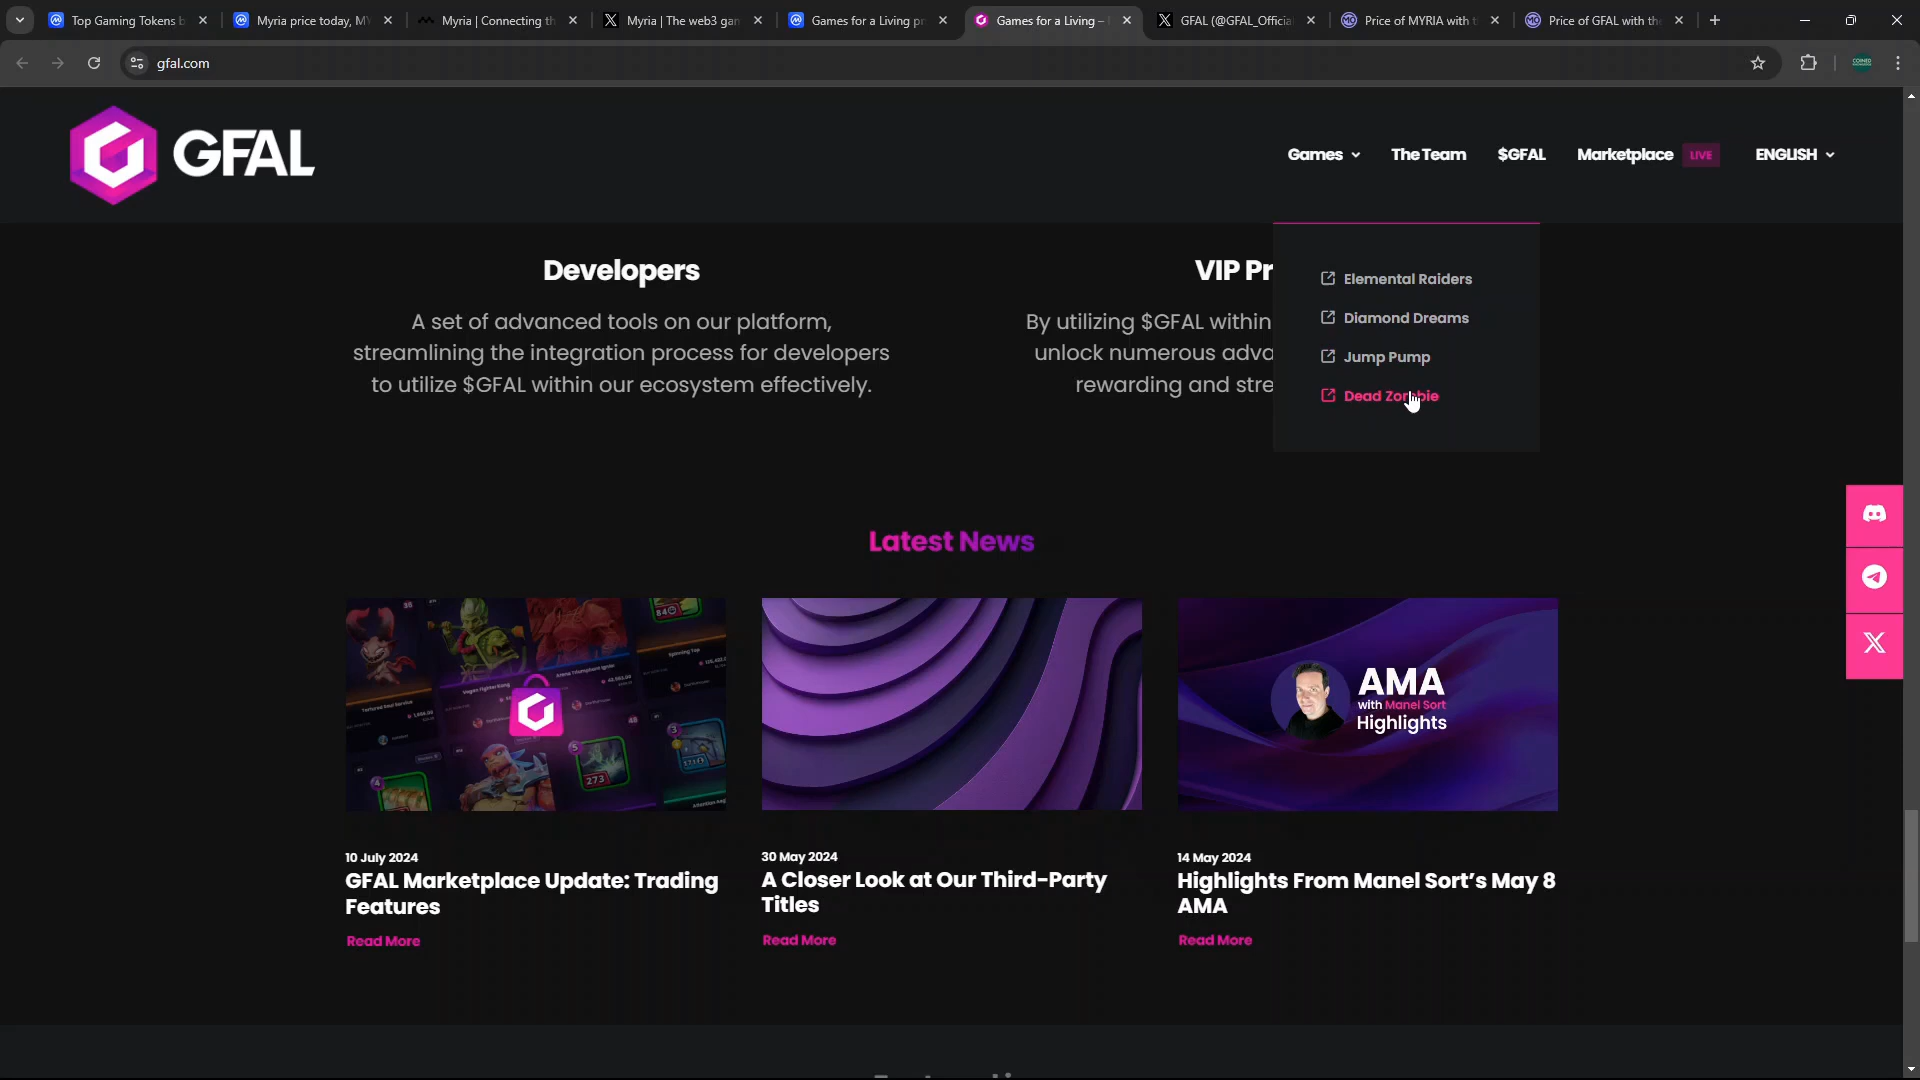 Top Gaming Tokens b
Myria price today, MY
Myria | Connecting th
Myria | The web3 gam
Games for a Living pr
Games for a Living –
GFAL (@GFAL_Officia
Price of MYRIA with t
Price of GFAL with the
gfal.com
COINED
GFAL
Games
The Team
$GFAL
Marketplace LIVE
ENGLISH
Elemental Raiders
Diamond Dreams
Jump Pump
Dead Zombie
Developers
A set of advanced tools on our platform,
streamlining the integration process for developers
to utilize $GFAL within our ecosystem effectively.
VIP Pr
By utilizing $GFAL within
unlock numerous adva
rewarding and stre
Latest News
AMA
with Manel Sort
Highlights
273
10 July 2024
GFAL Marketplace Update: Trading
Features
Read More
30 May 2024
A Closer Look at Our Third-Party
Titles
Read More
14 May 2024
Highlights From Manel Sort's May 8
AMA
Read More